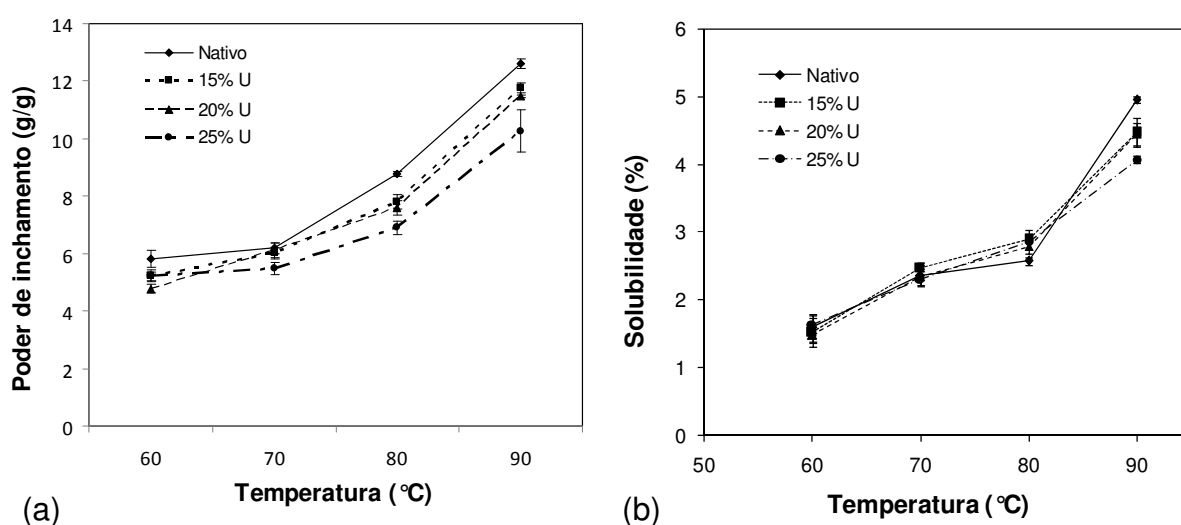 14
12
10
8
6
4
2
0
Poder de inchamento (g/g)
Nativo
15% U
20% U
25% U
60 70 80 90
Temperatura (°C)
(a)
6
5
4
3
2
1
0
Solubilidade (%)
Nativo
15% U
20% U
25% U
50 60 70 80 90
Temperatura (°C)
(b)